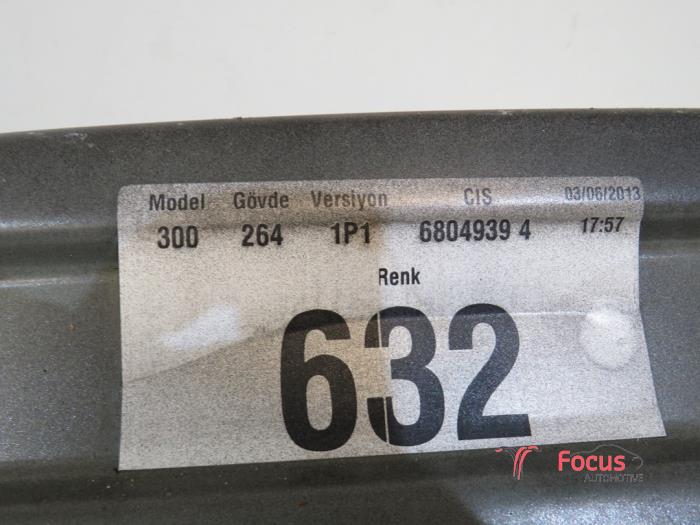 Model Gövde Versiyon CIS 03/06/2013
300 264 1P1 6804939 4 17:57
Renk
632
Focus
AUTOMOTIVE